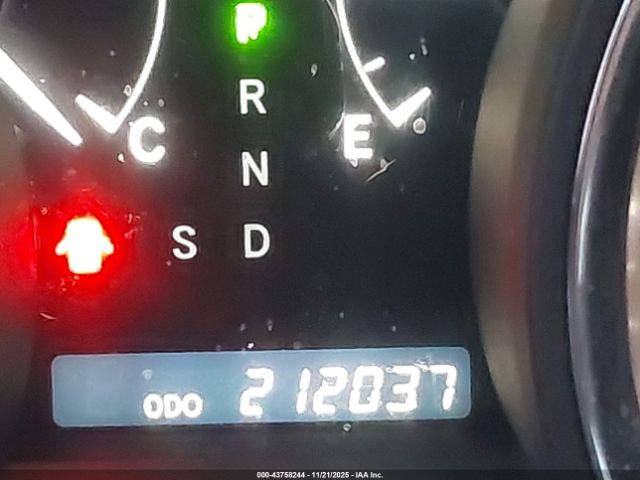 P
R
C E
N
S D
ODO 212037
000-43758244 - 11/21/2025 - IAA Inc.